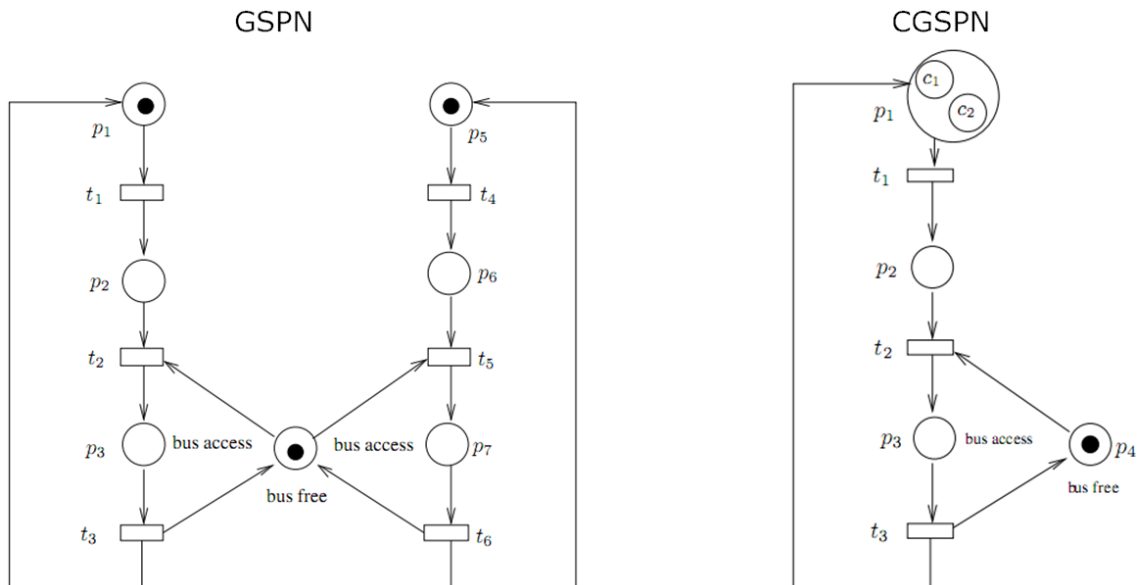 GSPN
CGSPN
p1
p5
t1
t4
p2
p6
t2
t5
p3
bus access
bus access
p7
bus free
t3
t6
c1
c2
p1
t1
p2
t2
p3
bus access
p4
bus free
t3